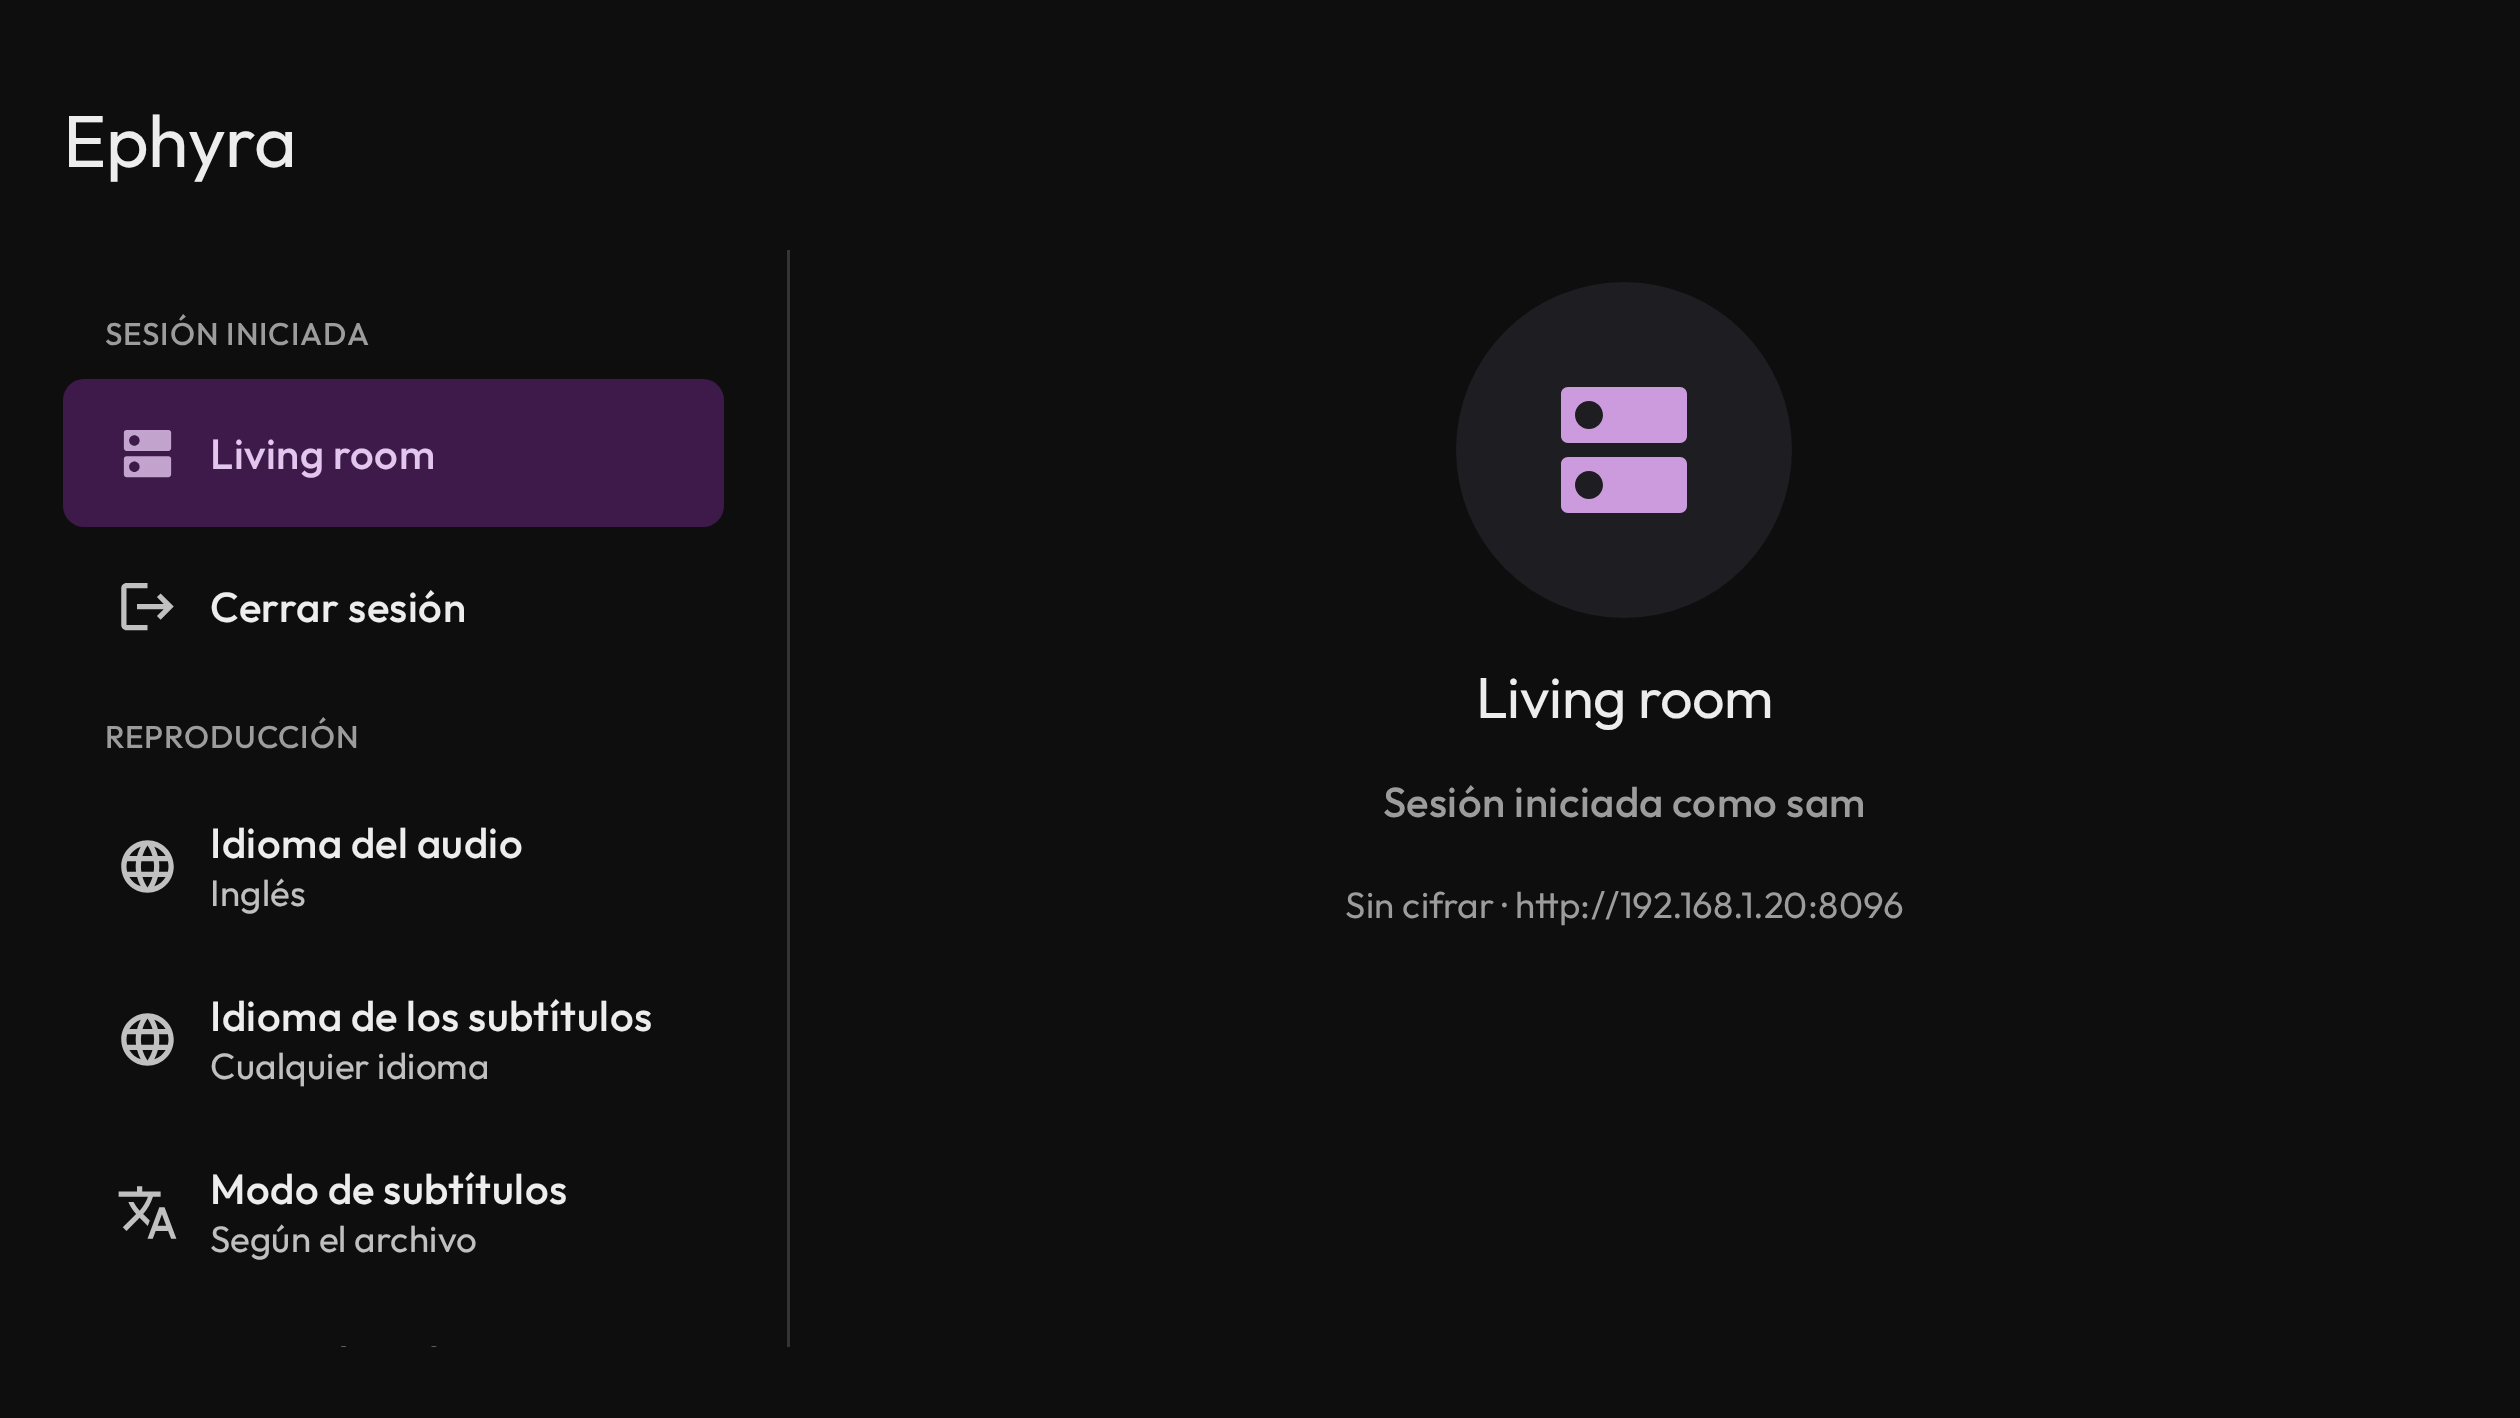 Ephyra
SESIÓN INICIADA
Living room
Cerrar sesión
REPRODUCCIÓN
Idioma del audio
Inglés
Idioma de los subtítulos
Cualquier idioma
Modo de subtítulos
Según el archivo
Living room
Sesión iniciada como sam
Sin cifrar · http://192.168.1.20:8096